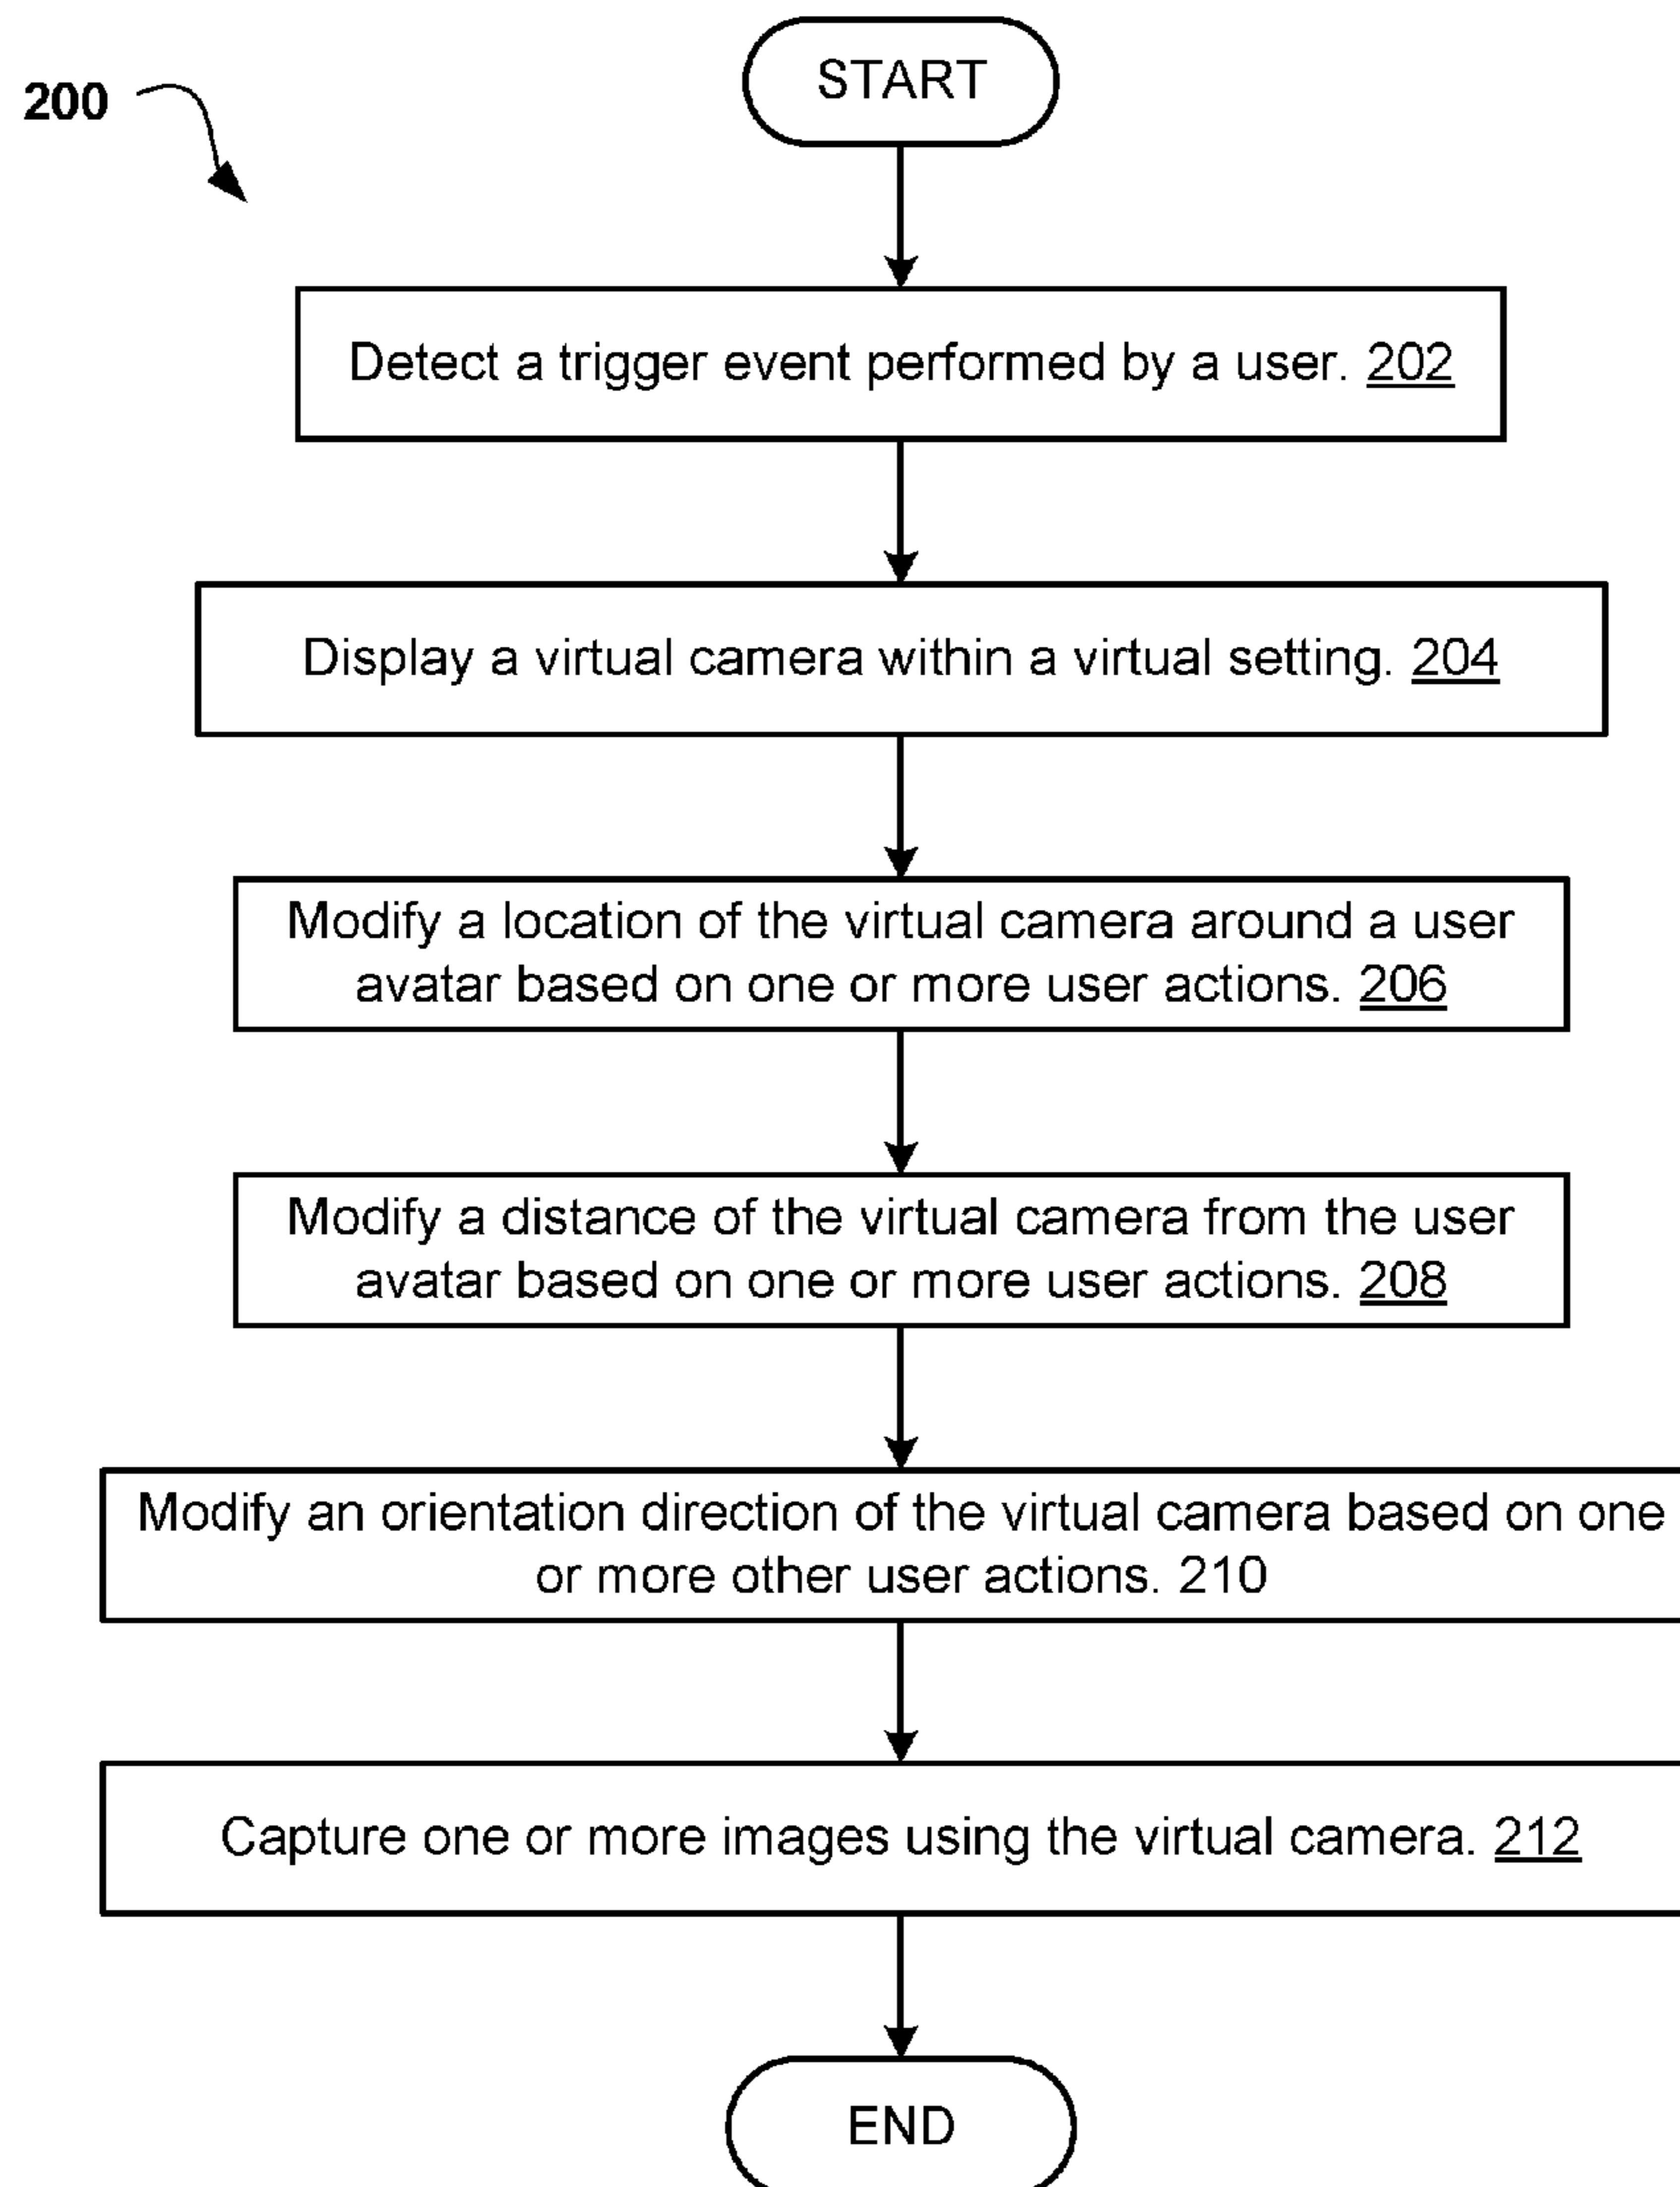 START
200
Detect a trigger event performed by a user. 202
Display a virtual camera within a virtual setting. 204
Modify a location of the virtual camera around a user
avatar based on one or more user actions. 206
Modify a distance of the virtual camera from the user
avatar based on one or more user actions. 208
Modify an orientation direction of the virtual camera based on one
or more other user actions. 210
Capture one or more images using the virtual camera. 212
END